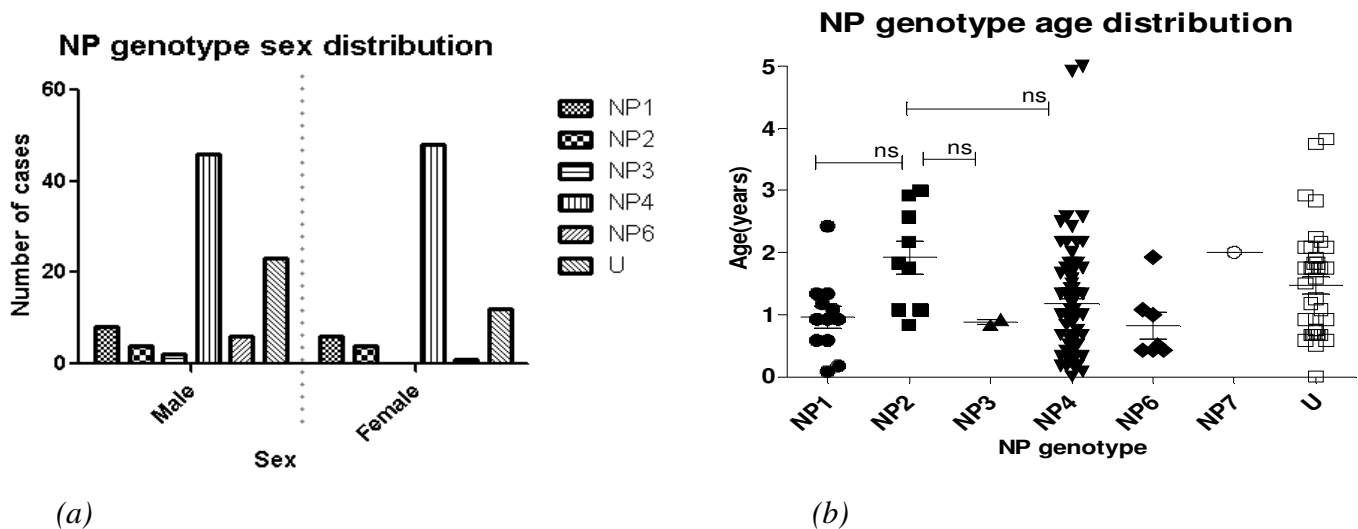 NP genotype sex distribution
60
40
20
0
Number of cases
Male
Female
Sex
NP1
NP2
NP3
NP4
NP6
U
(a)
NP genotype age distribution
5
4
3
2
1
0
Age(years)
ns
ns
ns
NP1
NP2
NP3
NP4
NP6
NP7
U
NP genotype
(b)